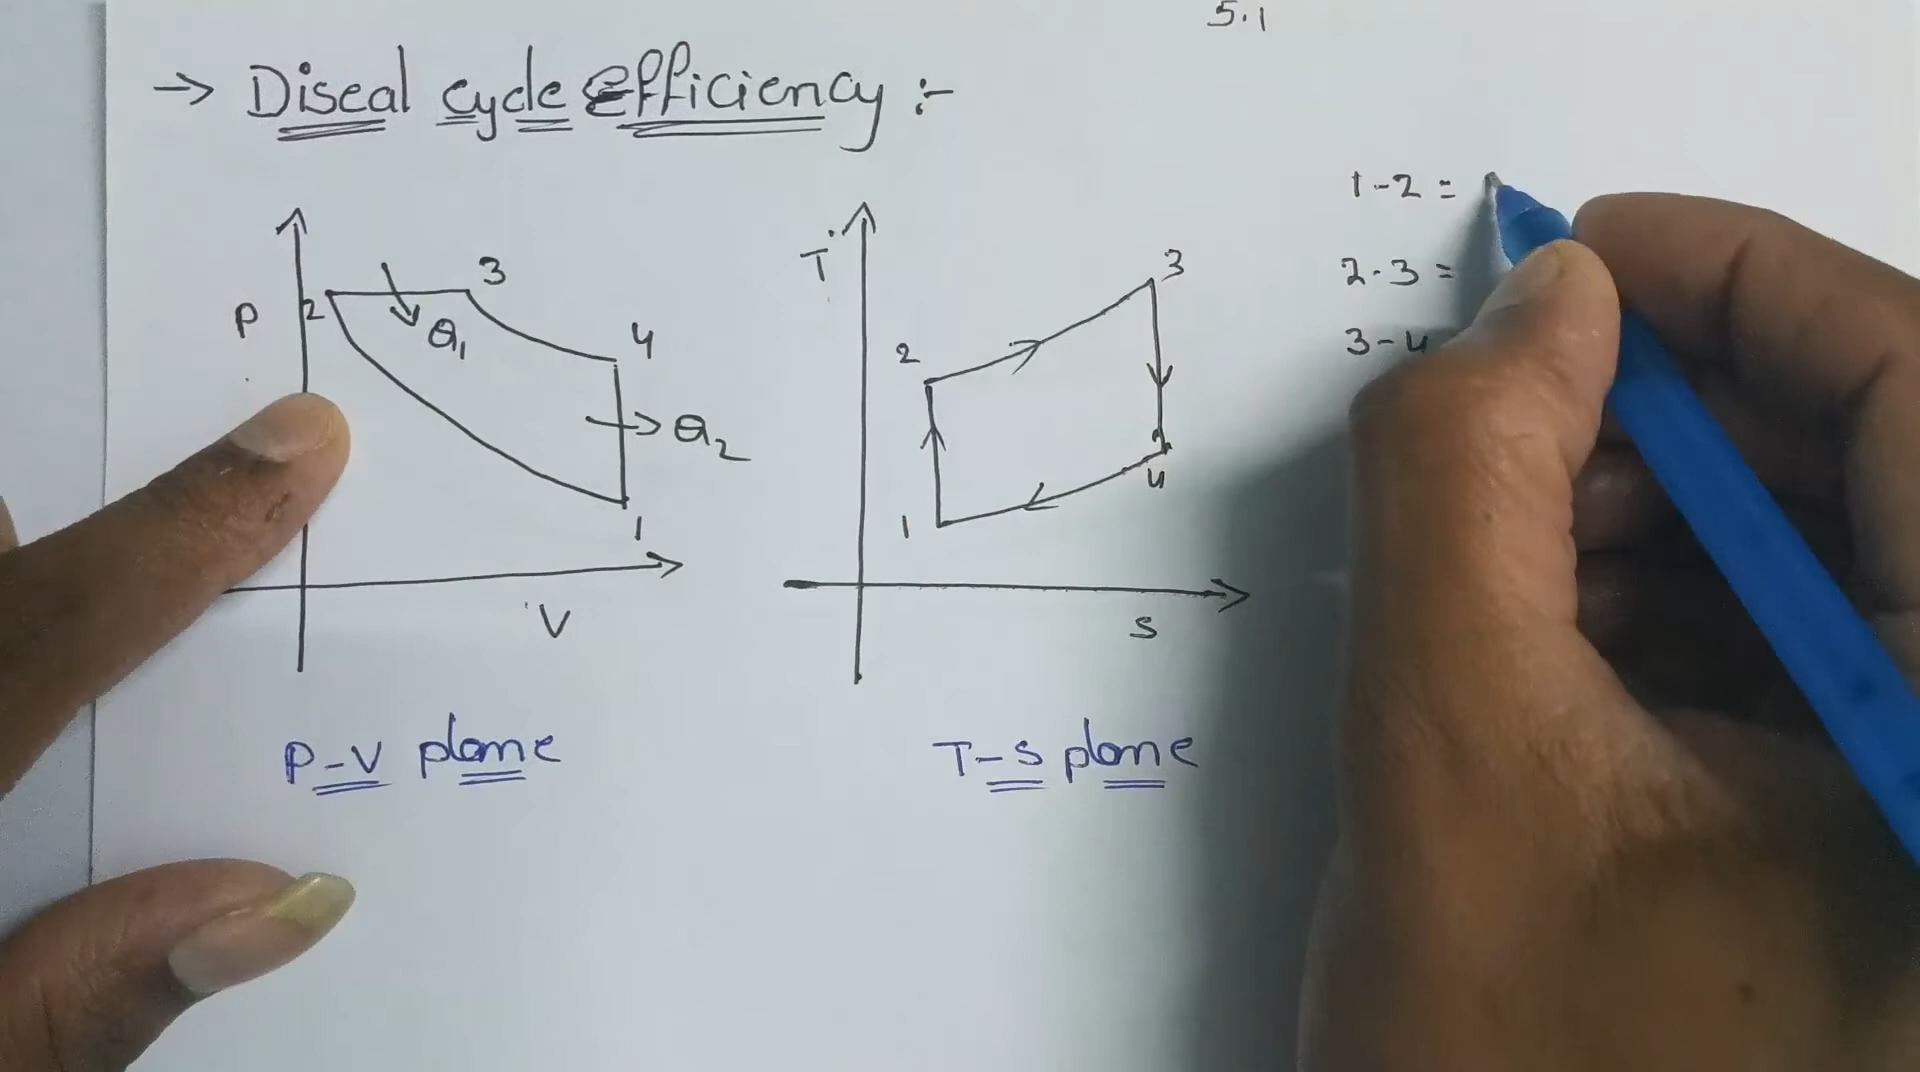 5.1
→ Diseal cycle Efficiency :-
1-2 =
2.3 =
3-4
P
2
3
4
1
Q1
Q2
V
T
2
3
4
1
S
P-V plane
T-S plane